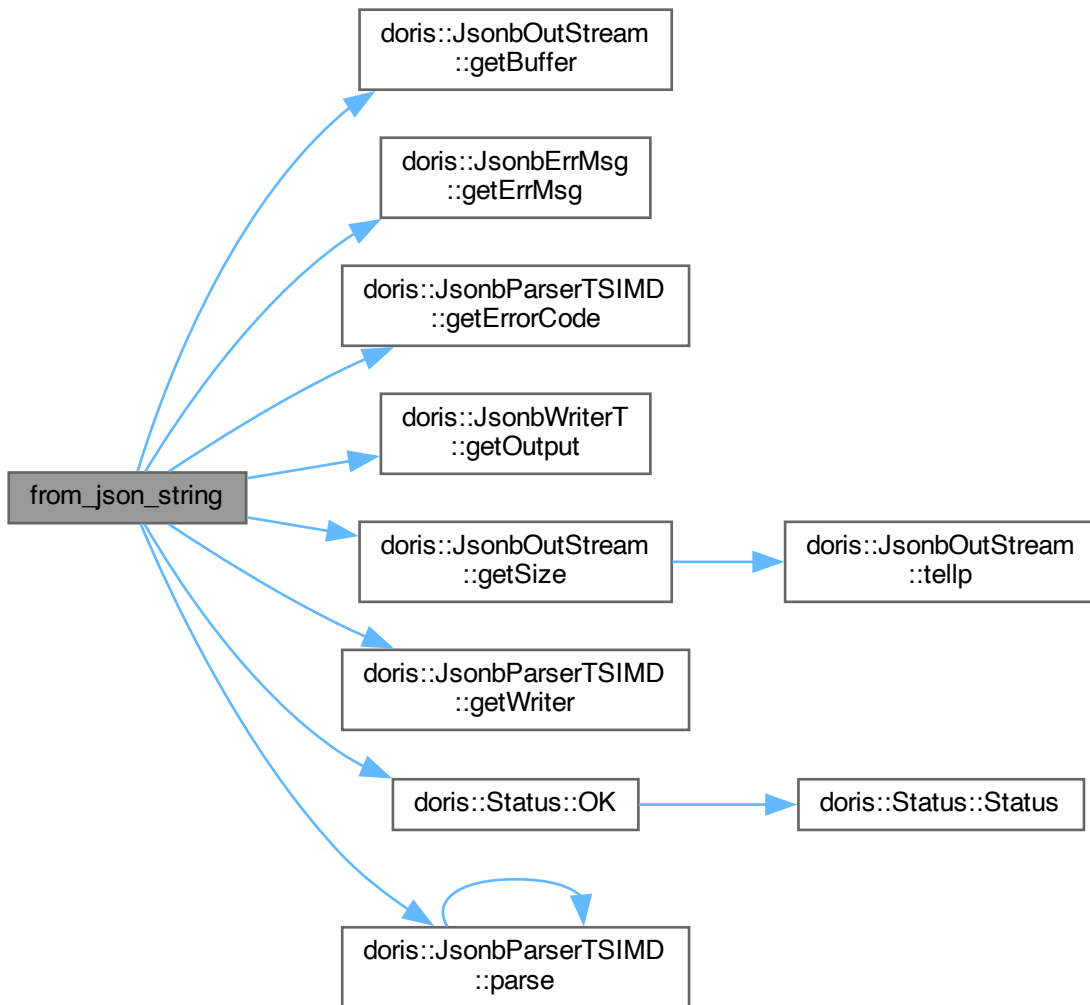 doris::JsonbOutStream
::getBuffer
doris::JsonbErrMsg
::getErrMsg
doris::JsonbParserTSIMD
::getErrorCode
doris::JsonbWriterT
::getOutput
from_json_string
doris::JsonbOutStream
::getSize
doris::JsonbOutStream
::tellp
doris::JsonbParserTSIMD
::getWriter
doris::Status::OK
doris::Status::Status
doris::JsonbParserTSIMD
::parse